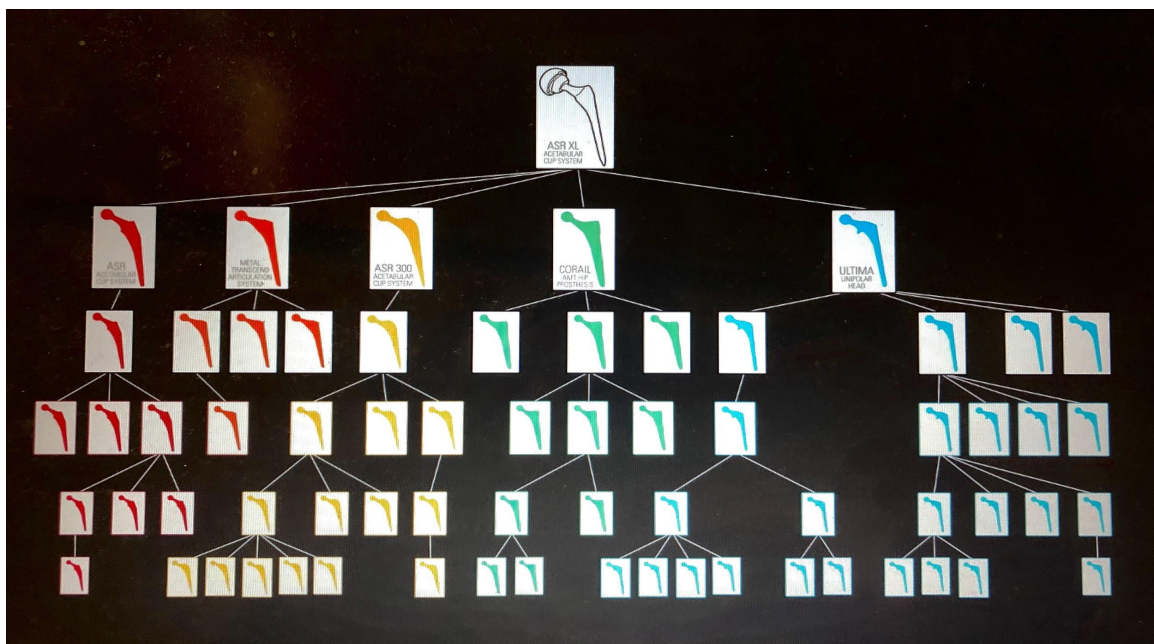 ASR XL
ACETABULAR
CUP SYSTEM
ASR
ACETABULAR
CUP SYSTEM
METAL
TRANSCEND
ARTICULATION
SYSTEM
ASR 300
ACETABULAR
CUP SYSTEM
CORAIL
AMT HIP
PROSTHESIS
ULTIMA
UNIPOLAR
HEAD